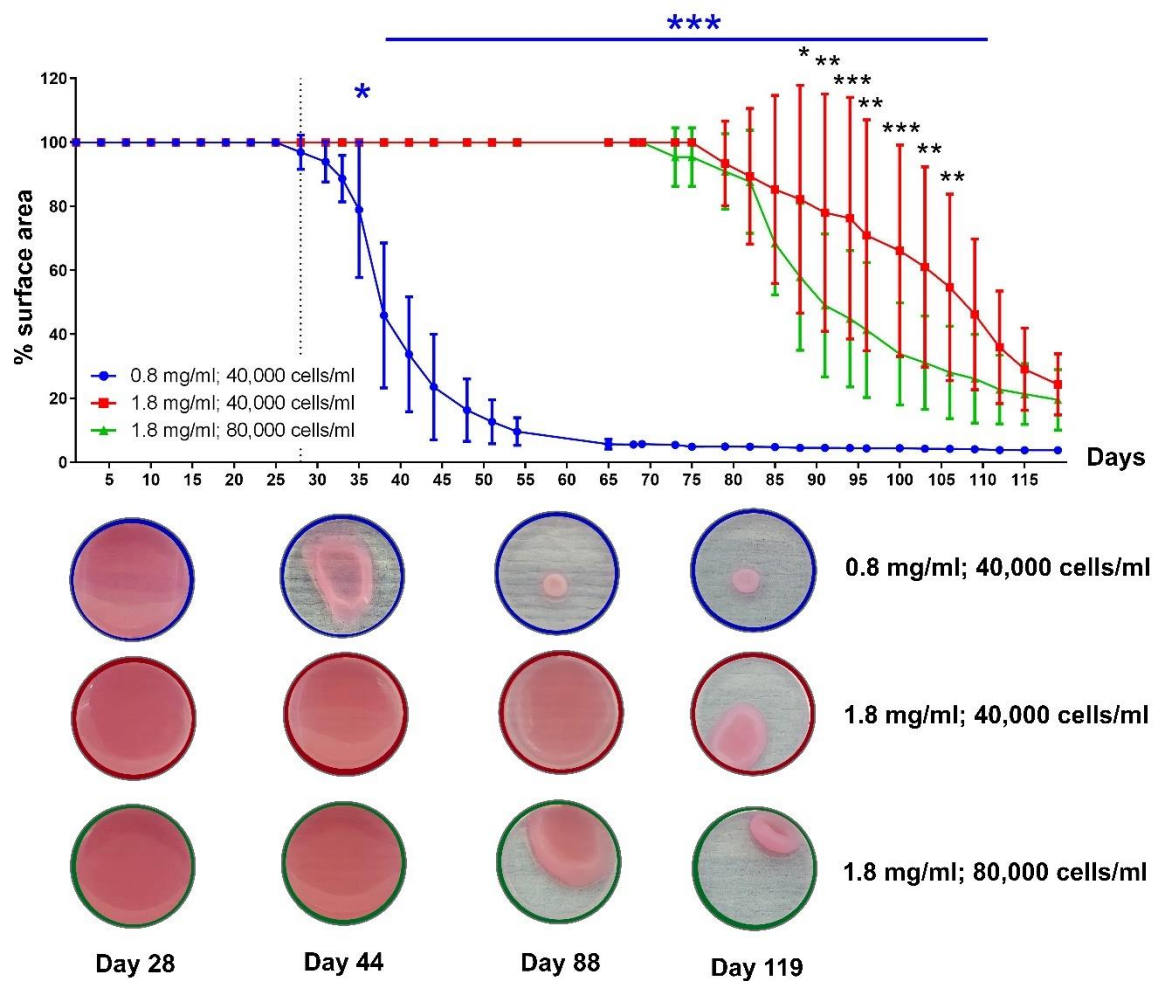 ***
* ** *** ** *** ** **
*
120
100
80
60
40
20
0
% surface area
0.8 mg/ml; 40,000 cells/ml
1.8 mg/ml; 40,000 cells/ml
1.8 mg/ml; 80,000 cells/ml
5 10 15 20 25 30 35 40 45 50 55 60 65 70 75 80 85 90 95 100 105 110 115
Days
0.8 mg/ml; 40,000 cells/ml
1.8 mg/ml; 40,000 cells/ml
1.8 mg/ml; 80,000 cells/ml
Day 28 Day 44 Day 88 Day 119